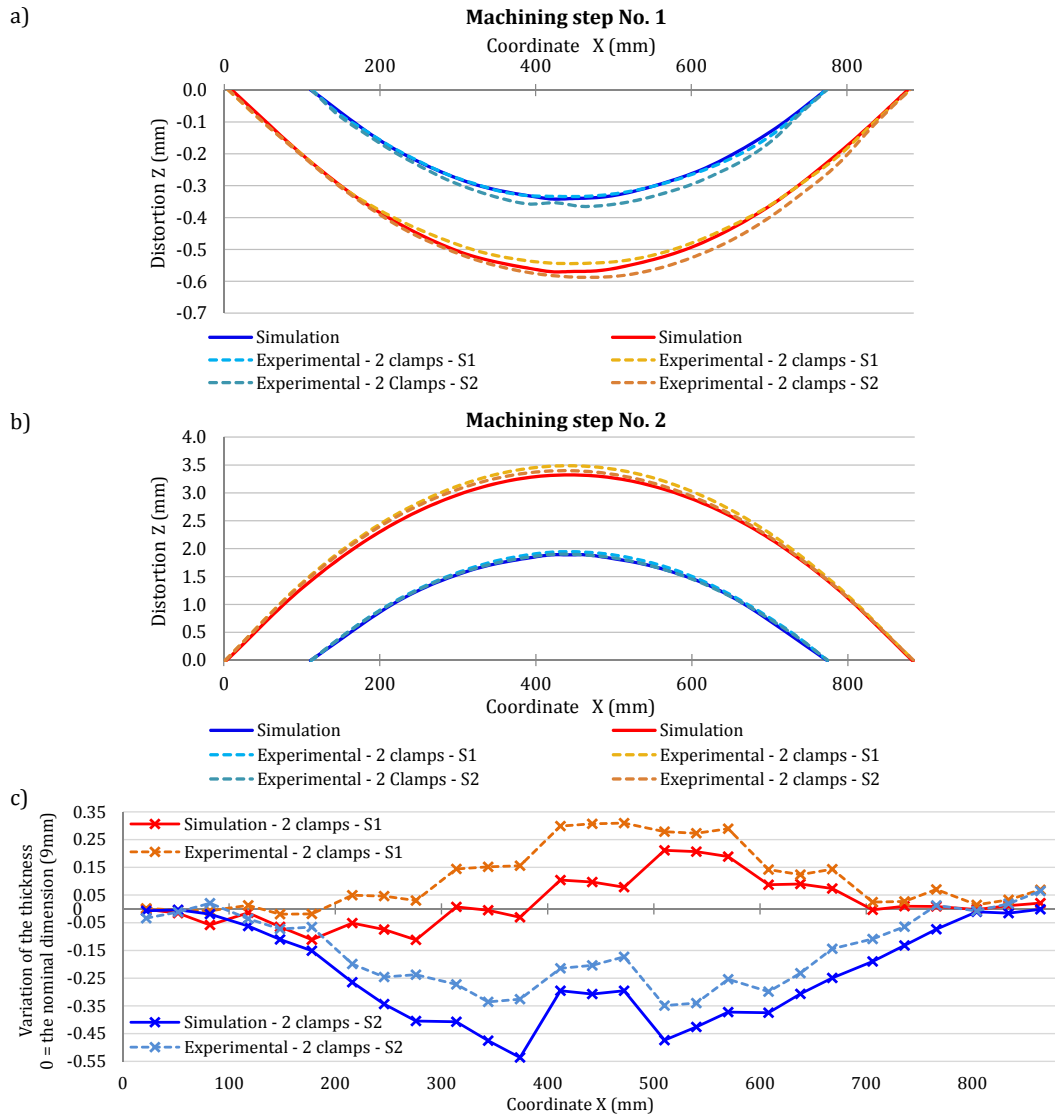 a)
Machining step No. 1
Coordinate X (mm)
0 200 400 600 800
0.0
-0.1
-0.2
-0.3
-0.4
-0.5
-0.6
-0.7
Distortion Z (mm)
Simulation Simulation
Experimental - 2 clamps - S1 Experimental - 2 clamps - S1
Experimental - 2 Clamps - S2 Exeprimental - 2 clamps - S2
b)
Machining step No. 2
4.0
3.5
3.0
2.5
2.0
1.5
1.0
0.5
0.0
Distortion Z (mm)
0 200 400 600 800
Coordinate X (mm)
Simulation Simulation
Experimental - 2 clamps - S1 Experimental - 2 clamps - S1
Experimental - 2 Clamps - S2 Exeprimental - 2 clamps - S2
c)
Variation of the thickness
0 = the nominal dimension (9mm)
0.35
0.25
0.15
0.05
0
-0.05
-0.15
-0.25
-0.35
-0.45
-0.55
Simulation - 2 clamps - S1
Experimental - 2 clamps - S1
Simulation - 2 clamps - S2
Experimental - 2 clamps - S2
0 100 200 300 400 500 600 700 800
Coordinate X (mm)